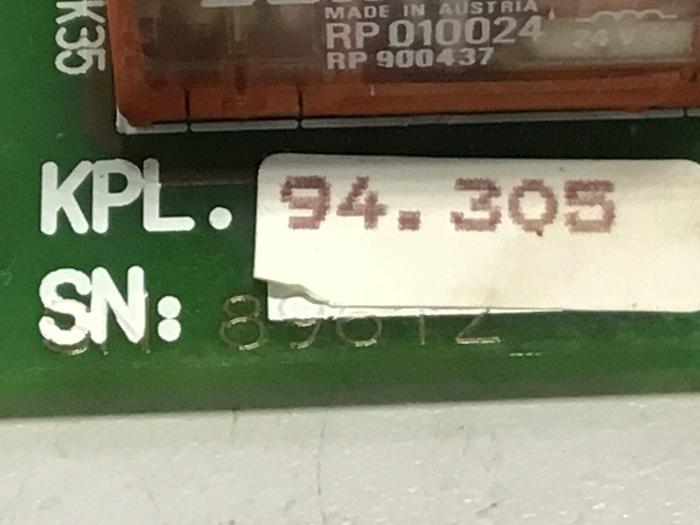 K35
MADE IN AUSTRIA
RP 010024
24 V
RP 900437
KPL. 94.305
SN: